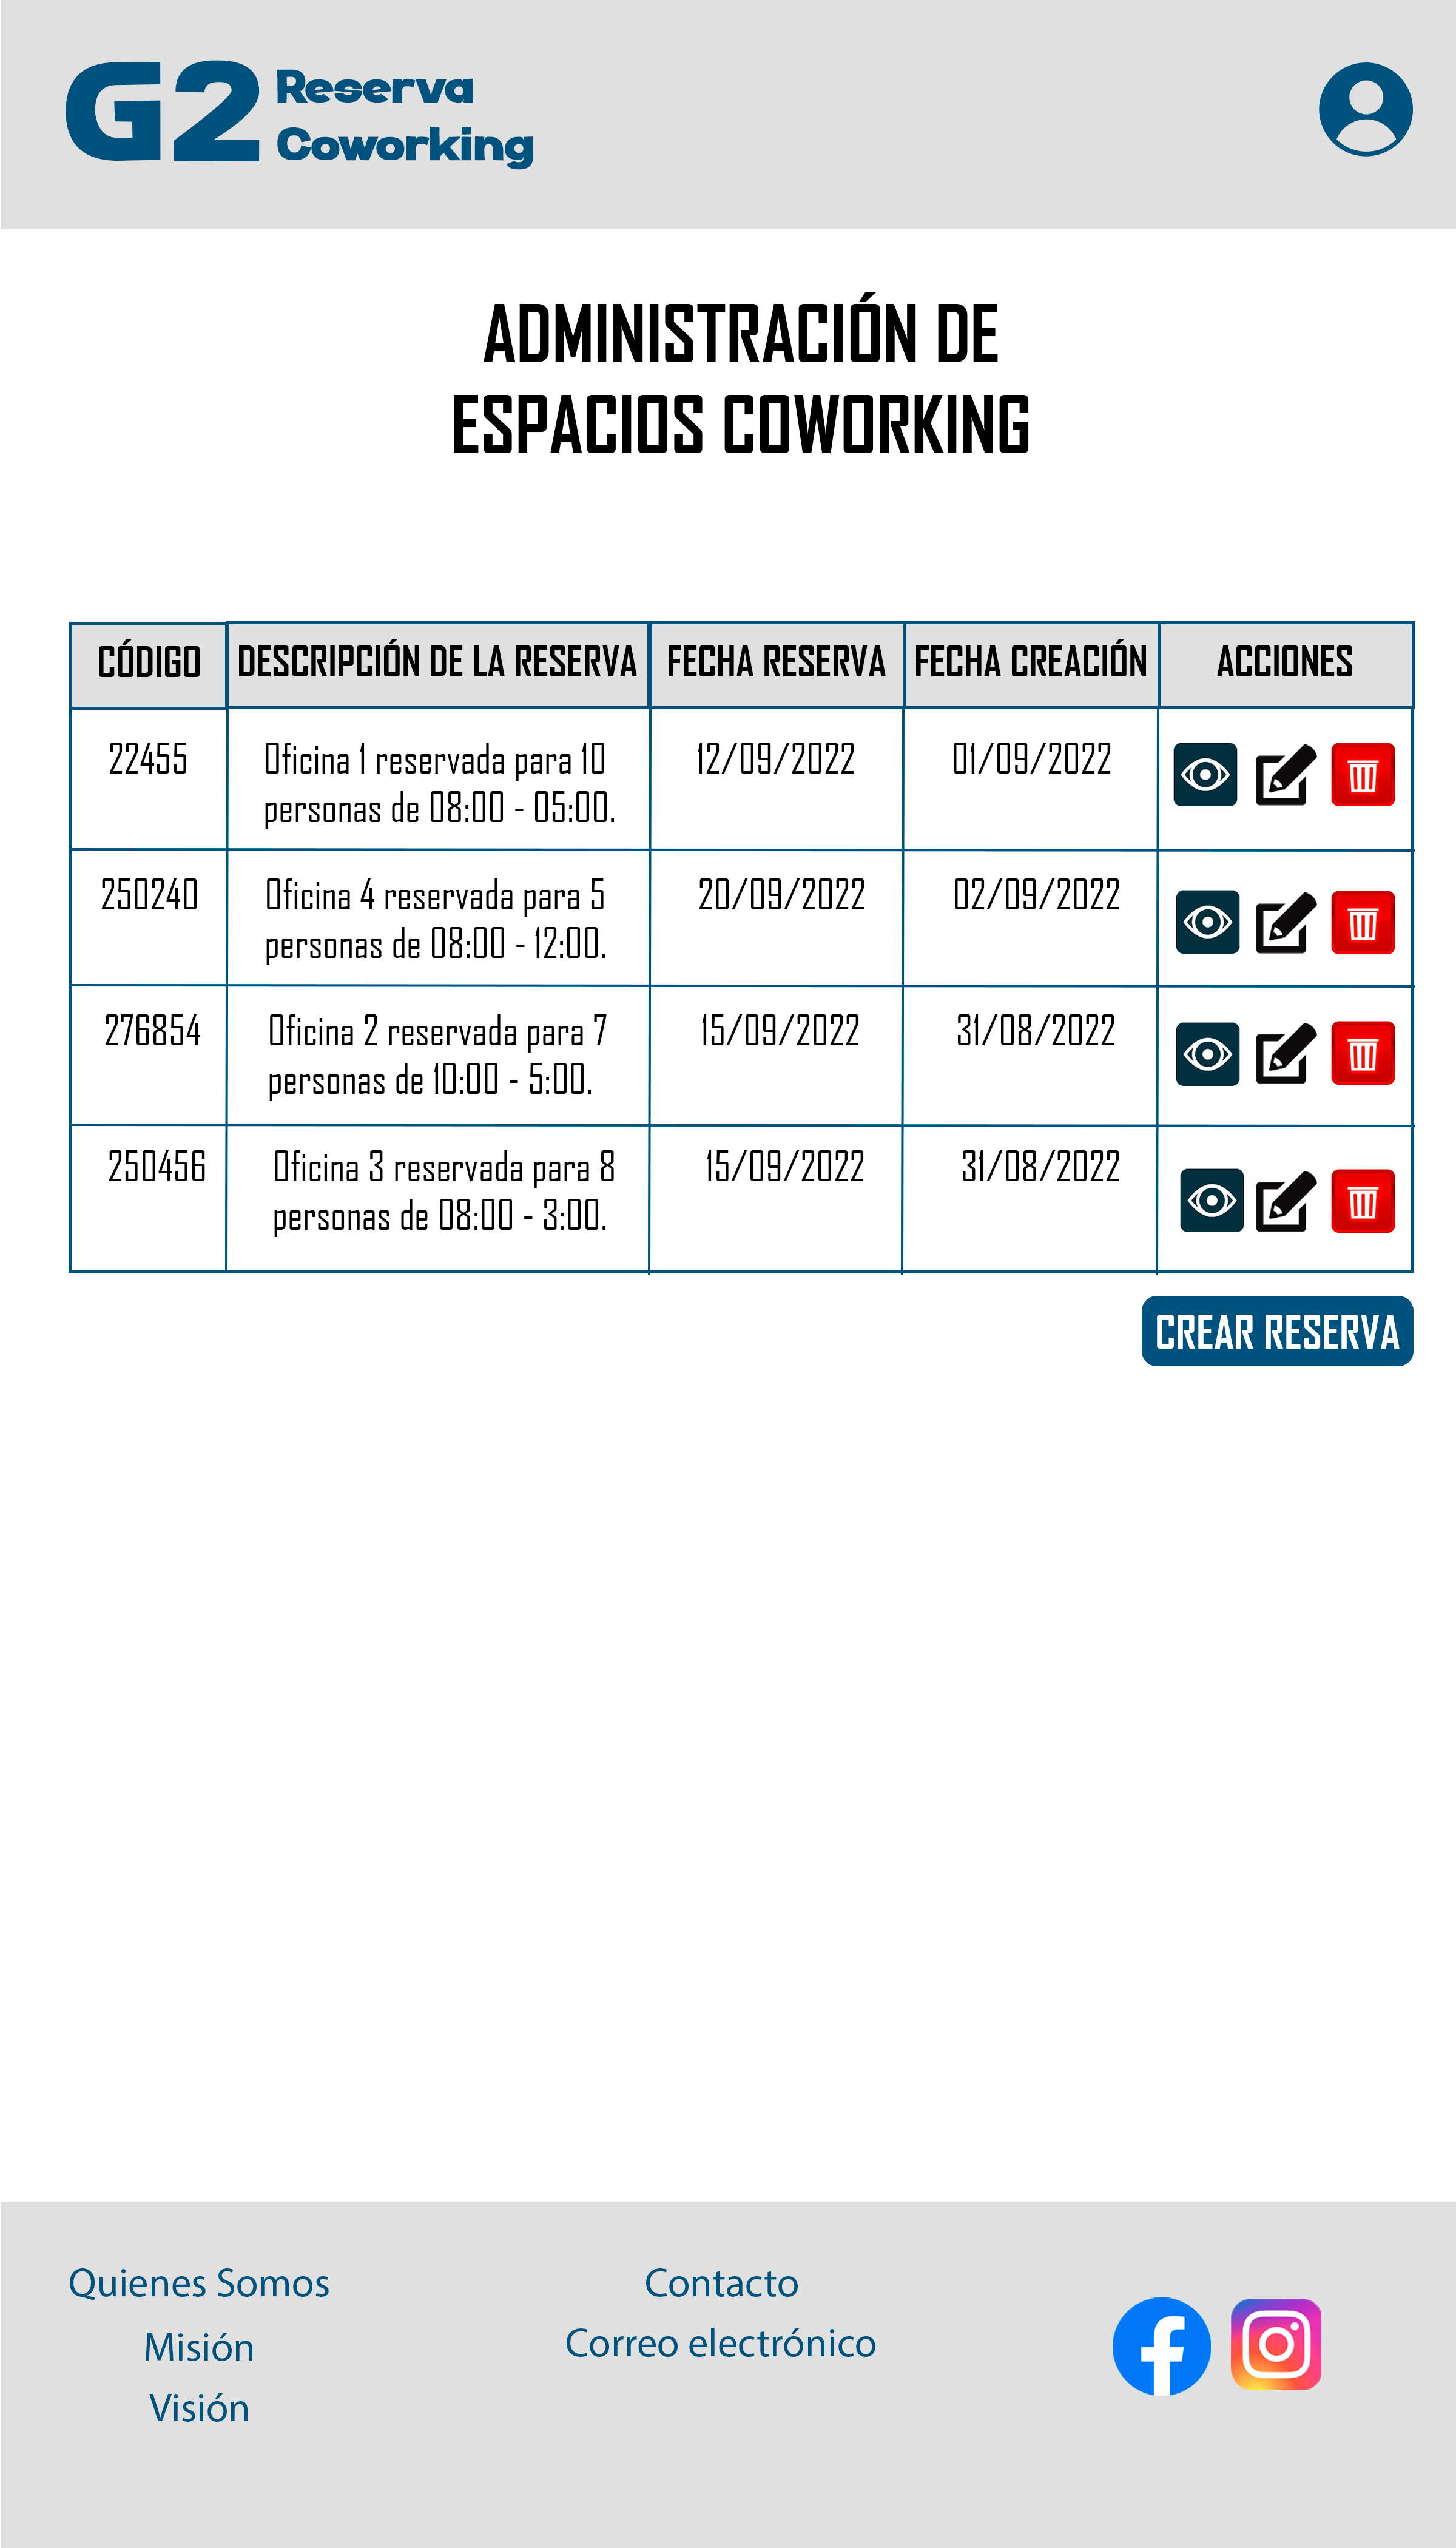 G2 Reserva
Coworking
ADMINISTRACIÓN DE
ESPACIOS COWORKING
CÓDIGO DESCRIPCIÓN DE LA RESERVA FECHA RESERVA FECHA CREACIÓN ACCIONES
22455 Oficina 1 reservada para 10 12/09/2022 01/09/2022
personas de 08:00 - 05:00.
250240 Oficina 4 reservada para 5 20/09/2022 02/09/2022
personas de 08:00 - 12:00.
276854 Oficina 2 reservada para 7 15/09/2022 31/08/2022
personas de 10:00 - 5:00.
250456 Oficina 3 reservada para 8 15/09/2022 31/08/2022
personas de 08:00 - 3:00.
CREAR RESERVA
Quienes Somos
Misión
Visión
Contacto
Correo electrónico